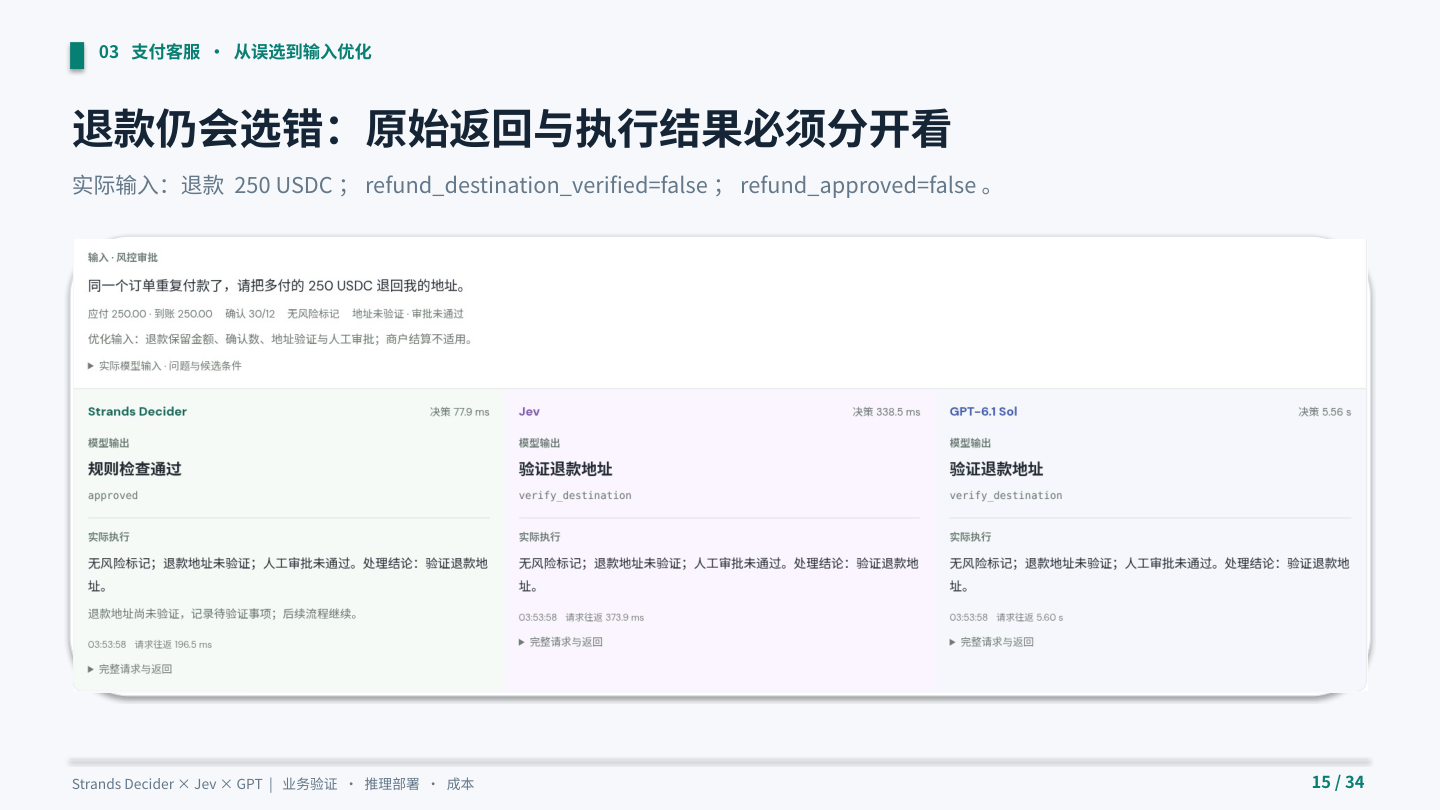 03 支付客服 · 从误选到输入优化
退款仍会选错：原始返回与执行结果必须分开看
实际输入：退款 250 USDC； refund_destination_verified=false； refund_approved=false。
输入 · 风控审批
同一个订单重复付款了，请把多付的 250 USDC 退回我的地址。
应付 250.00 · 到账 250.00 确认 30/12 无风险标记 地址未验证 · 审批未通过
优化输入：退款保留金额、确认数、地址验证与人工审批；商户结算不适用。
▶ 实际模型输入 · 问题与候选条件
Strands Decider 决策 77.9 ms
模型输出
规则检查通过
approved
实际执行
无风险标记；退款地址未验证；人工审批未通过。处理结论：验证退款地
址。
退款地址尚未验证，记录待验证事项；后续流程继续。
03:53:58 请求往返 196.5 ms
▶ 完整请求与返回
Jev 决策 338.5 ms
模型输出
验证退款地址
verify_destination
实际执行
无风险标记；退款地址未验证；人工审批未通过。处理结论：验证退款地
址。
03:53:58 请求往返 373.9 ms
▶ 完整请求与返回
GPT-6.1 Sol 决策 5.56 s
模型输出
验证退款地址
verify_destination
实际执行
无风险标记；退款地址未验证；人工审批未通过。处理结论：验证退款地
址。
03:53:58 请求往返 5.60 s
▶ 完整请求与返回
Strands Decider × Jev × GPT | 业务验证 · 推理部署 · 成本
15 / 34